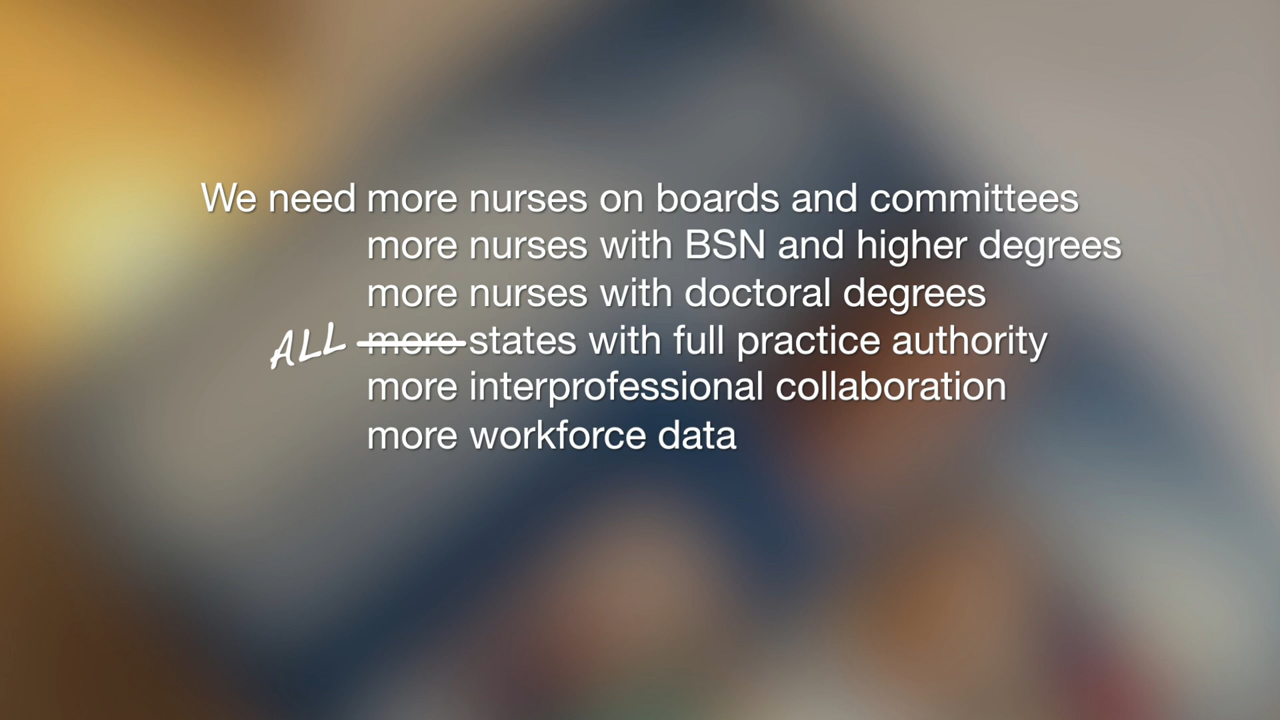 We need more nurses on boards and committees
more nurses with BSN and higher degrees
more nurses with doctoral degrees
ALL more states with full practice authority
more interprofessional collaboration
more workforce data